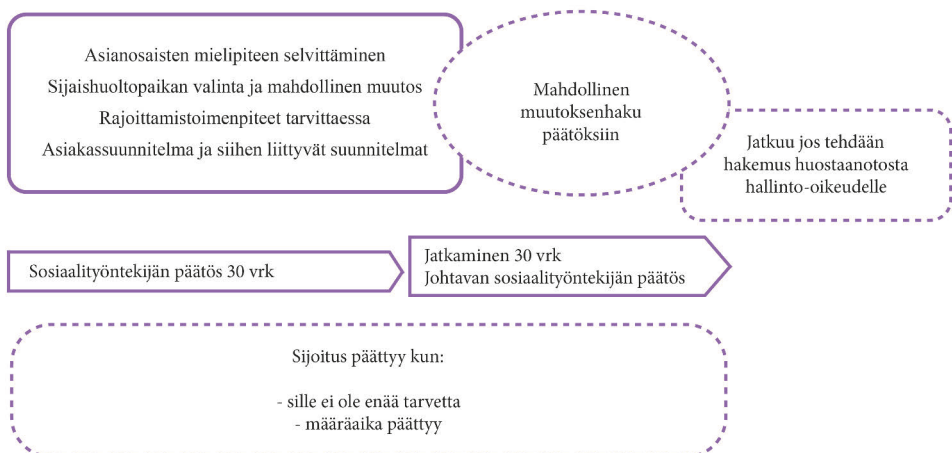 Asianosaisten mielipiteen selvittäminen
Sijaishuoltopaikan valinta ja mahdollinen muutos
Rajoittamistoimenpiteet tarvittaessa
Asiakassuunnitelma ja siihen liittyvät suunnitelmat
Mahdollinen
muutoksenhaku
päätöksiin
Jatkuu jos tehdään
hakemus huostaanotosta
hallinto-oikeudelle
Sosiaalityöntekijän päätös 30 vrk
Jatkaminen 30 vrk
Johtavan sosiaalityöntekijän päätös
Sijoitus päättyy kun:
- sille ei ole enää tarvetta
- määräaika päättyy